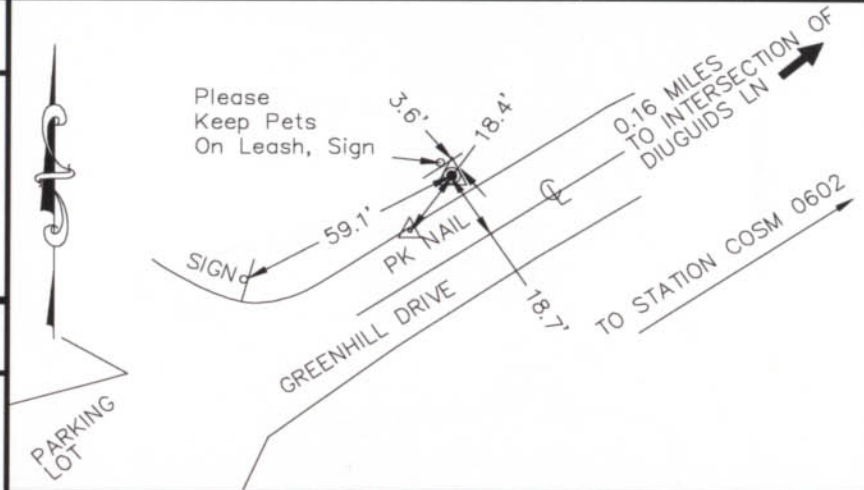 Please
Keep Pets
On Leash, Sign
3.6'
18.4'
0.16 MILES
TO INTERSECTION OF
DIUGUIDS LN
59.1'
SIGN
PK NAIL
℄
GREENHILL DRIVE
18.7'
TO STATION COSM 0602
PARKING
LOT